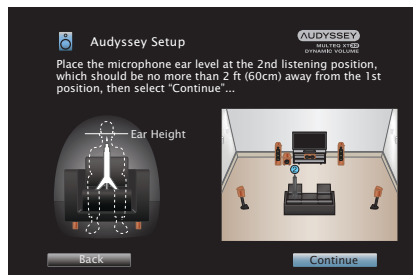 Audyssey Setup
AUDYSSEY
MULTEQ XT32
DYNAMIC VOLUME
Place the microphone ear level at the 2nd listening position,
which should be no more than 2 ft (60cm) away from the 1st
position, then select “Continue”...
Ear Height
2
Back
Continue